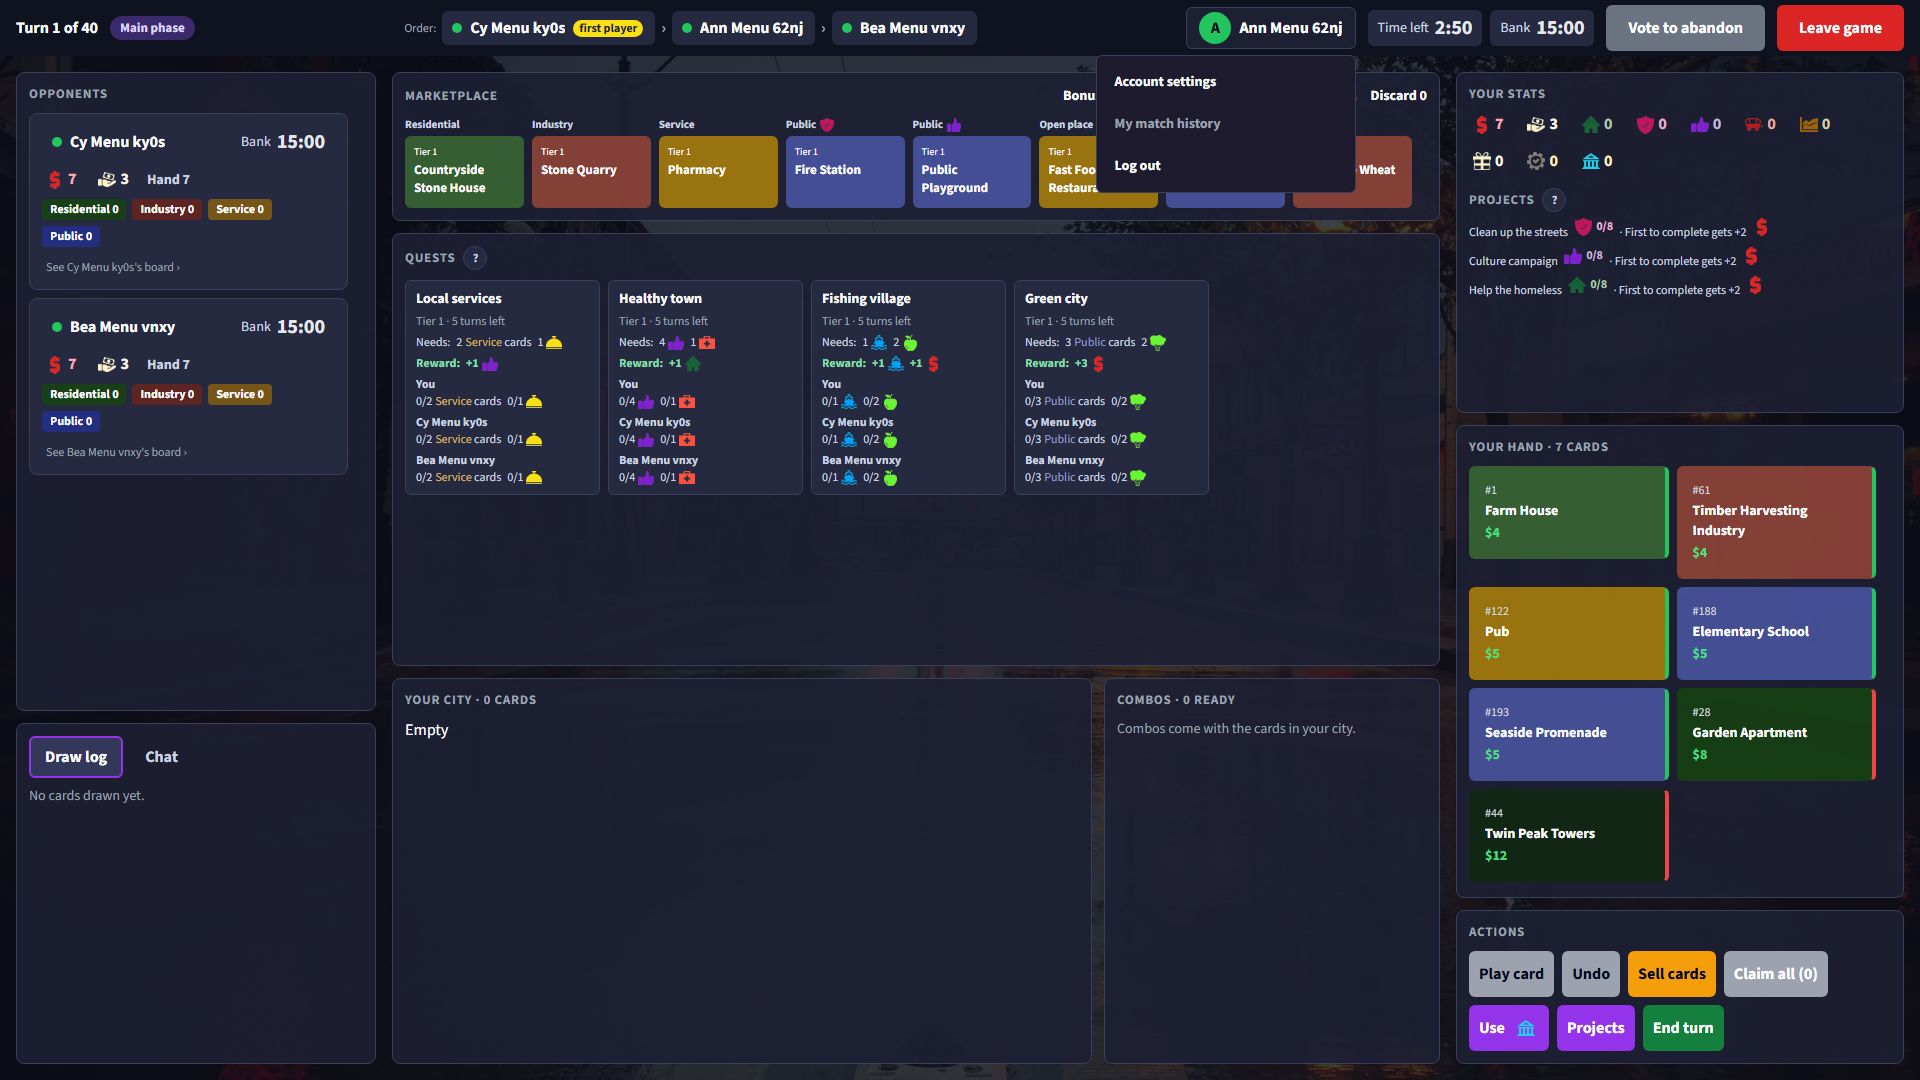 Turn 1 of 40 Main phase
Order: Cy Menu ky0s first player › Ann Menu 62nj › Bea Menu vnxy
A Ann Menu 62nj Time left 2:50 Bank 15:00 Vote to abandon Leave game
Account settings
My match history
Log out
OPPONENTS
Cy Menu ky0s Bank 15:00
7 3 Hand 7
Residential 0 Industry 0 Service 0
Public 0
See Cy Menu ky0s's board ›
Bea Menu vnxy Bank 15:00
7 3 Hand 7
Residential 0 Industry 0 Service 0
Public 0
See Bea Menu vnxy's board ›
Draw log Chat
No cards drawn yet.
MARKETPLACE Discard 0
Residential Industry Service Public Public Open place
Tier 1
Countryside
Stone House
Tier 1
Stone Quarry
Tier 1
Pharmacy
Tier 1
Fire Station
Tier 1
Public
Playground
Tier 1
Wheat
QUESTS ?
Local services
Tier 1 · 5 turns left
Needs: 2 Service cards 1
Reward: +1
You
0/2 Service cards 0/1
Cy Menu ky0s
0/2 Service cards 0/1
Bea Menu vnxy
0/2 Service cards 0/1
Healthy town
Tier 1 · 5 turns left
Needs: 4 1
Reward: +1
You
0/4 0/1
Cy Menu ky0s
0/4 0/1
Bea Menu vnxy
0/4 0/1
Fishing village
Tier 1 · 5 turns left
Needs: 1 2
Reward: +1 +1
You
0/1 0/2
Cy Menu ky0s
0/1 0/2
Bea Menu vnxy
0/1 0/2
Green city
Tier 1 · 5 turns left
Needs: 3 Public cards 2
Reward: +3
You
0/3 Public cards 0/2
Cy Menu ky0s
0/3 Public cards 0/2
Bea Menu vnxy
0/3 Public cards 0/2
YOUR CITY · 0 CARDS
Empty
COMBOS · 0 READY
Combos come with the cards in your city.
YOUR STATS
7 3 0 0 0 0 0
0 0 0
PROJECTS ?
Clean up the streets 0/8 · First to complete gets +2
Culture campaign 0/8 · First to complete gets +2
Help the homeless 0/8 · First to complete gets +2
YOUR HAND · 7 CARDS
#1
Farm House
$4
#61
Timber Harvesting
Industry
$4
#122
Pub
$5
#188
Elementary School
$5
#193
Seaside Promenade
$5
#28
Garden Apartment
$8
#44
Twin Peak Towers
$12
ACTIONS
Play card Undo Sell cards Claim all (0)
Use Projects End turn